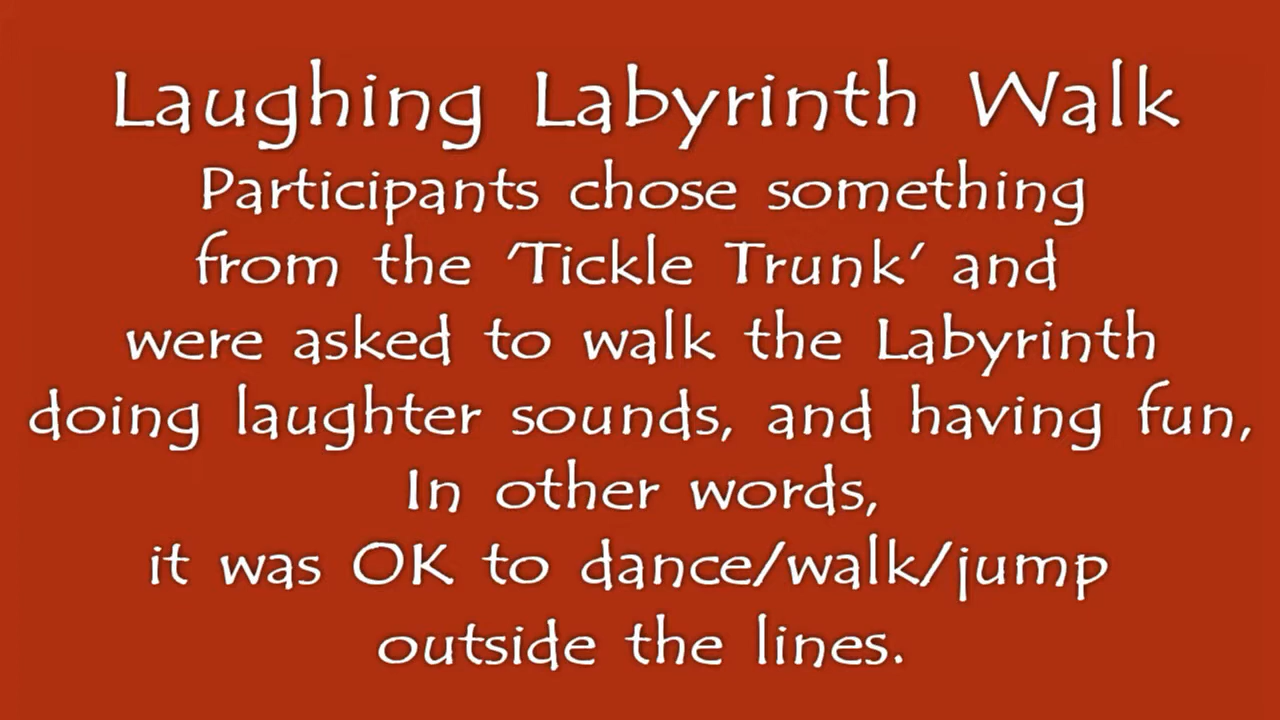 Laughing Labyrinth Walk
Participants chose something
from the 'Tickle Trunk' and
were asked to walk the Labyrinth
doing laughter sounds, and having fun,
In other words,
it was OK to dance/walk/jump
outside the lines.